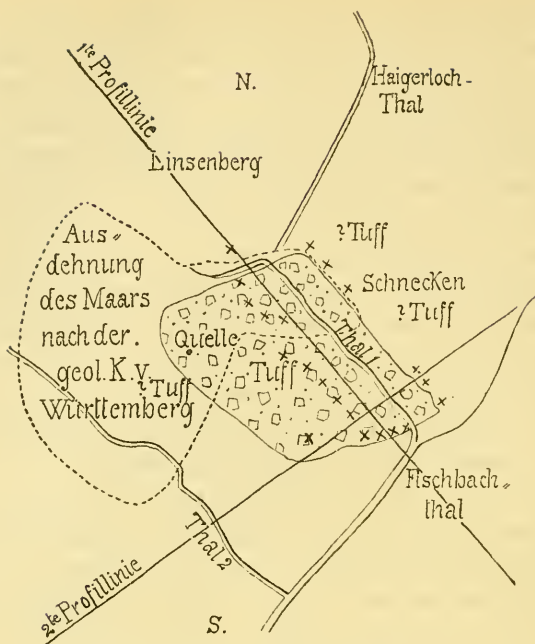 1te Profillinie
N.
Haigerloch-
Thal
Linsenberg
? Tuff
Aus-
dehnung
des Maars
nach der.
geol. K. v.
Württemberg
Schnecken
? Tuff
Thal 1
Quelle
? Tuff
Tuff
Fischbach-
thal
Thal 2
2te Profillinie
S.